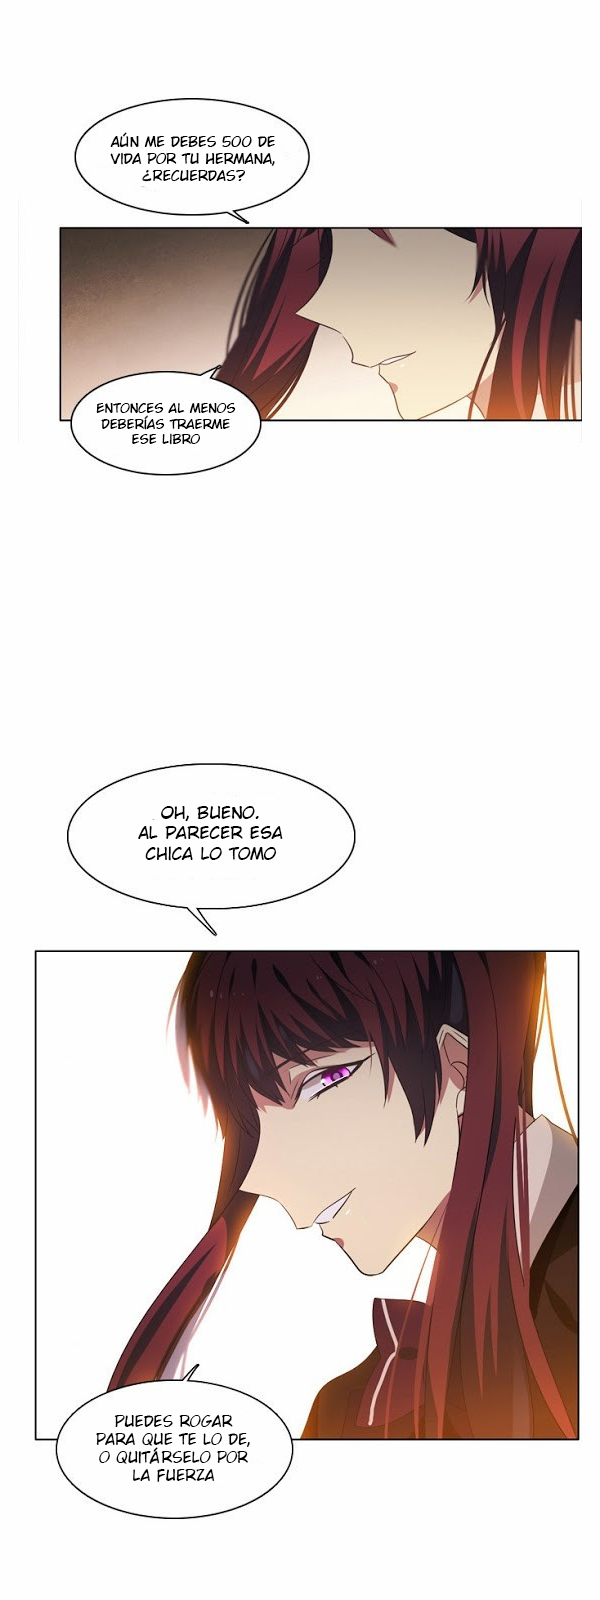 AÚN ME DEBES 500 DE
VIDA POR TU HERMANA,
¿RECUERDAS?
ENTONCES AL MENOS
DEBERÍAS TRAERME
ESE LIBRO
OH, BUENO.
AL PARECER ESA
CHICA LO TOMO
PUEDES ROGAR
PARA QUE TE LO DE,
O QUITÁRSELO POR
LA FUERZA